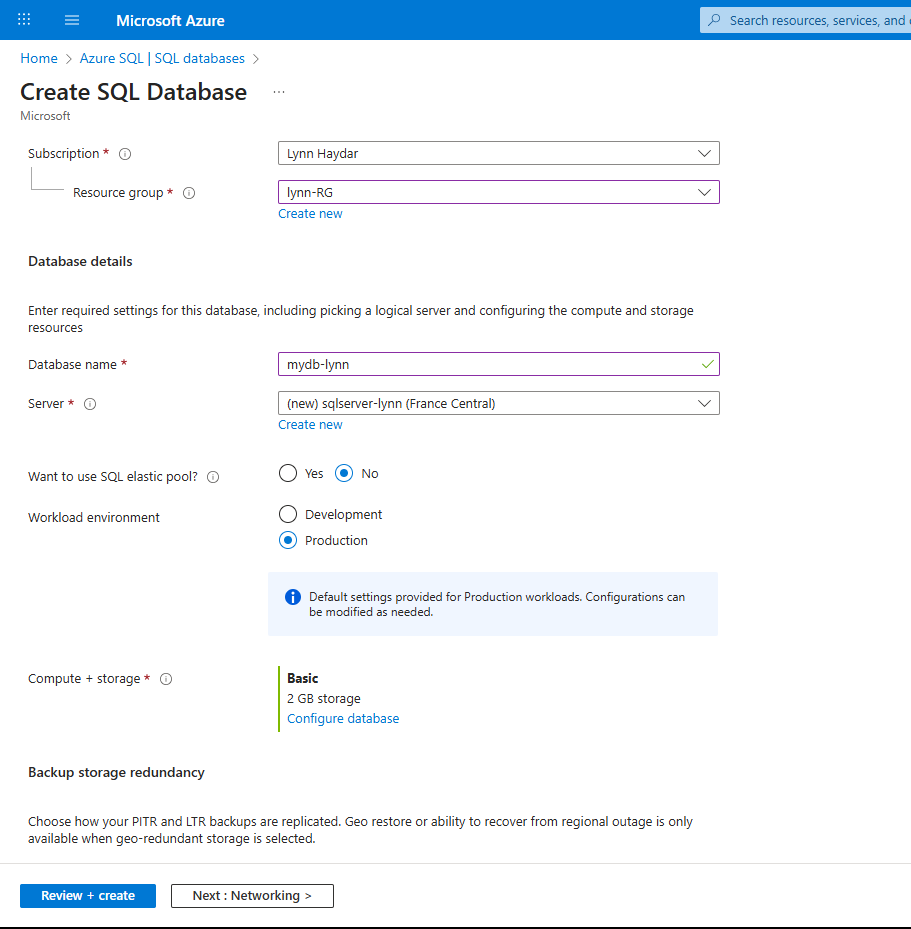 Microsoft Azure
Search resources, services, and
Home > Azure SQL | SQL databases >
Create SQL Database ...
Microsoft
Subscription * Lynn Haydar
Resource group * lynn-RG
Create new
Database details
Enter required settings for this database, including picking a logical server and configuring the compute and storage
resources
Database name * mydb-lynn
Server * (new) sqlserver-lynn (France Central)
Create new
Want to use SQL elastic pool? Yes No
Workload environment Development
Production
Default settings provided for Production workloads. Configurations can
be modified as needed.
Compute + storage * Basic
2 GB storage
Configure database
Backup storage redundancy
Choose how your PITR and LTR backups are replicated. Geo restore or ability to recover from regional outage is only
available when geo-redundant storage is selected.
Review + create Next : Networking >